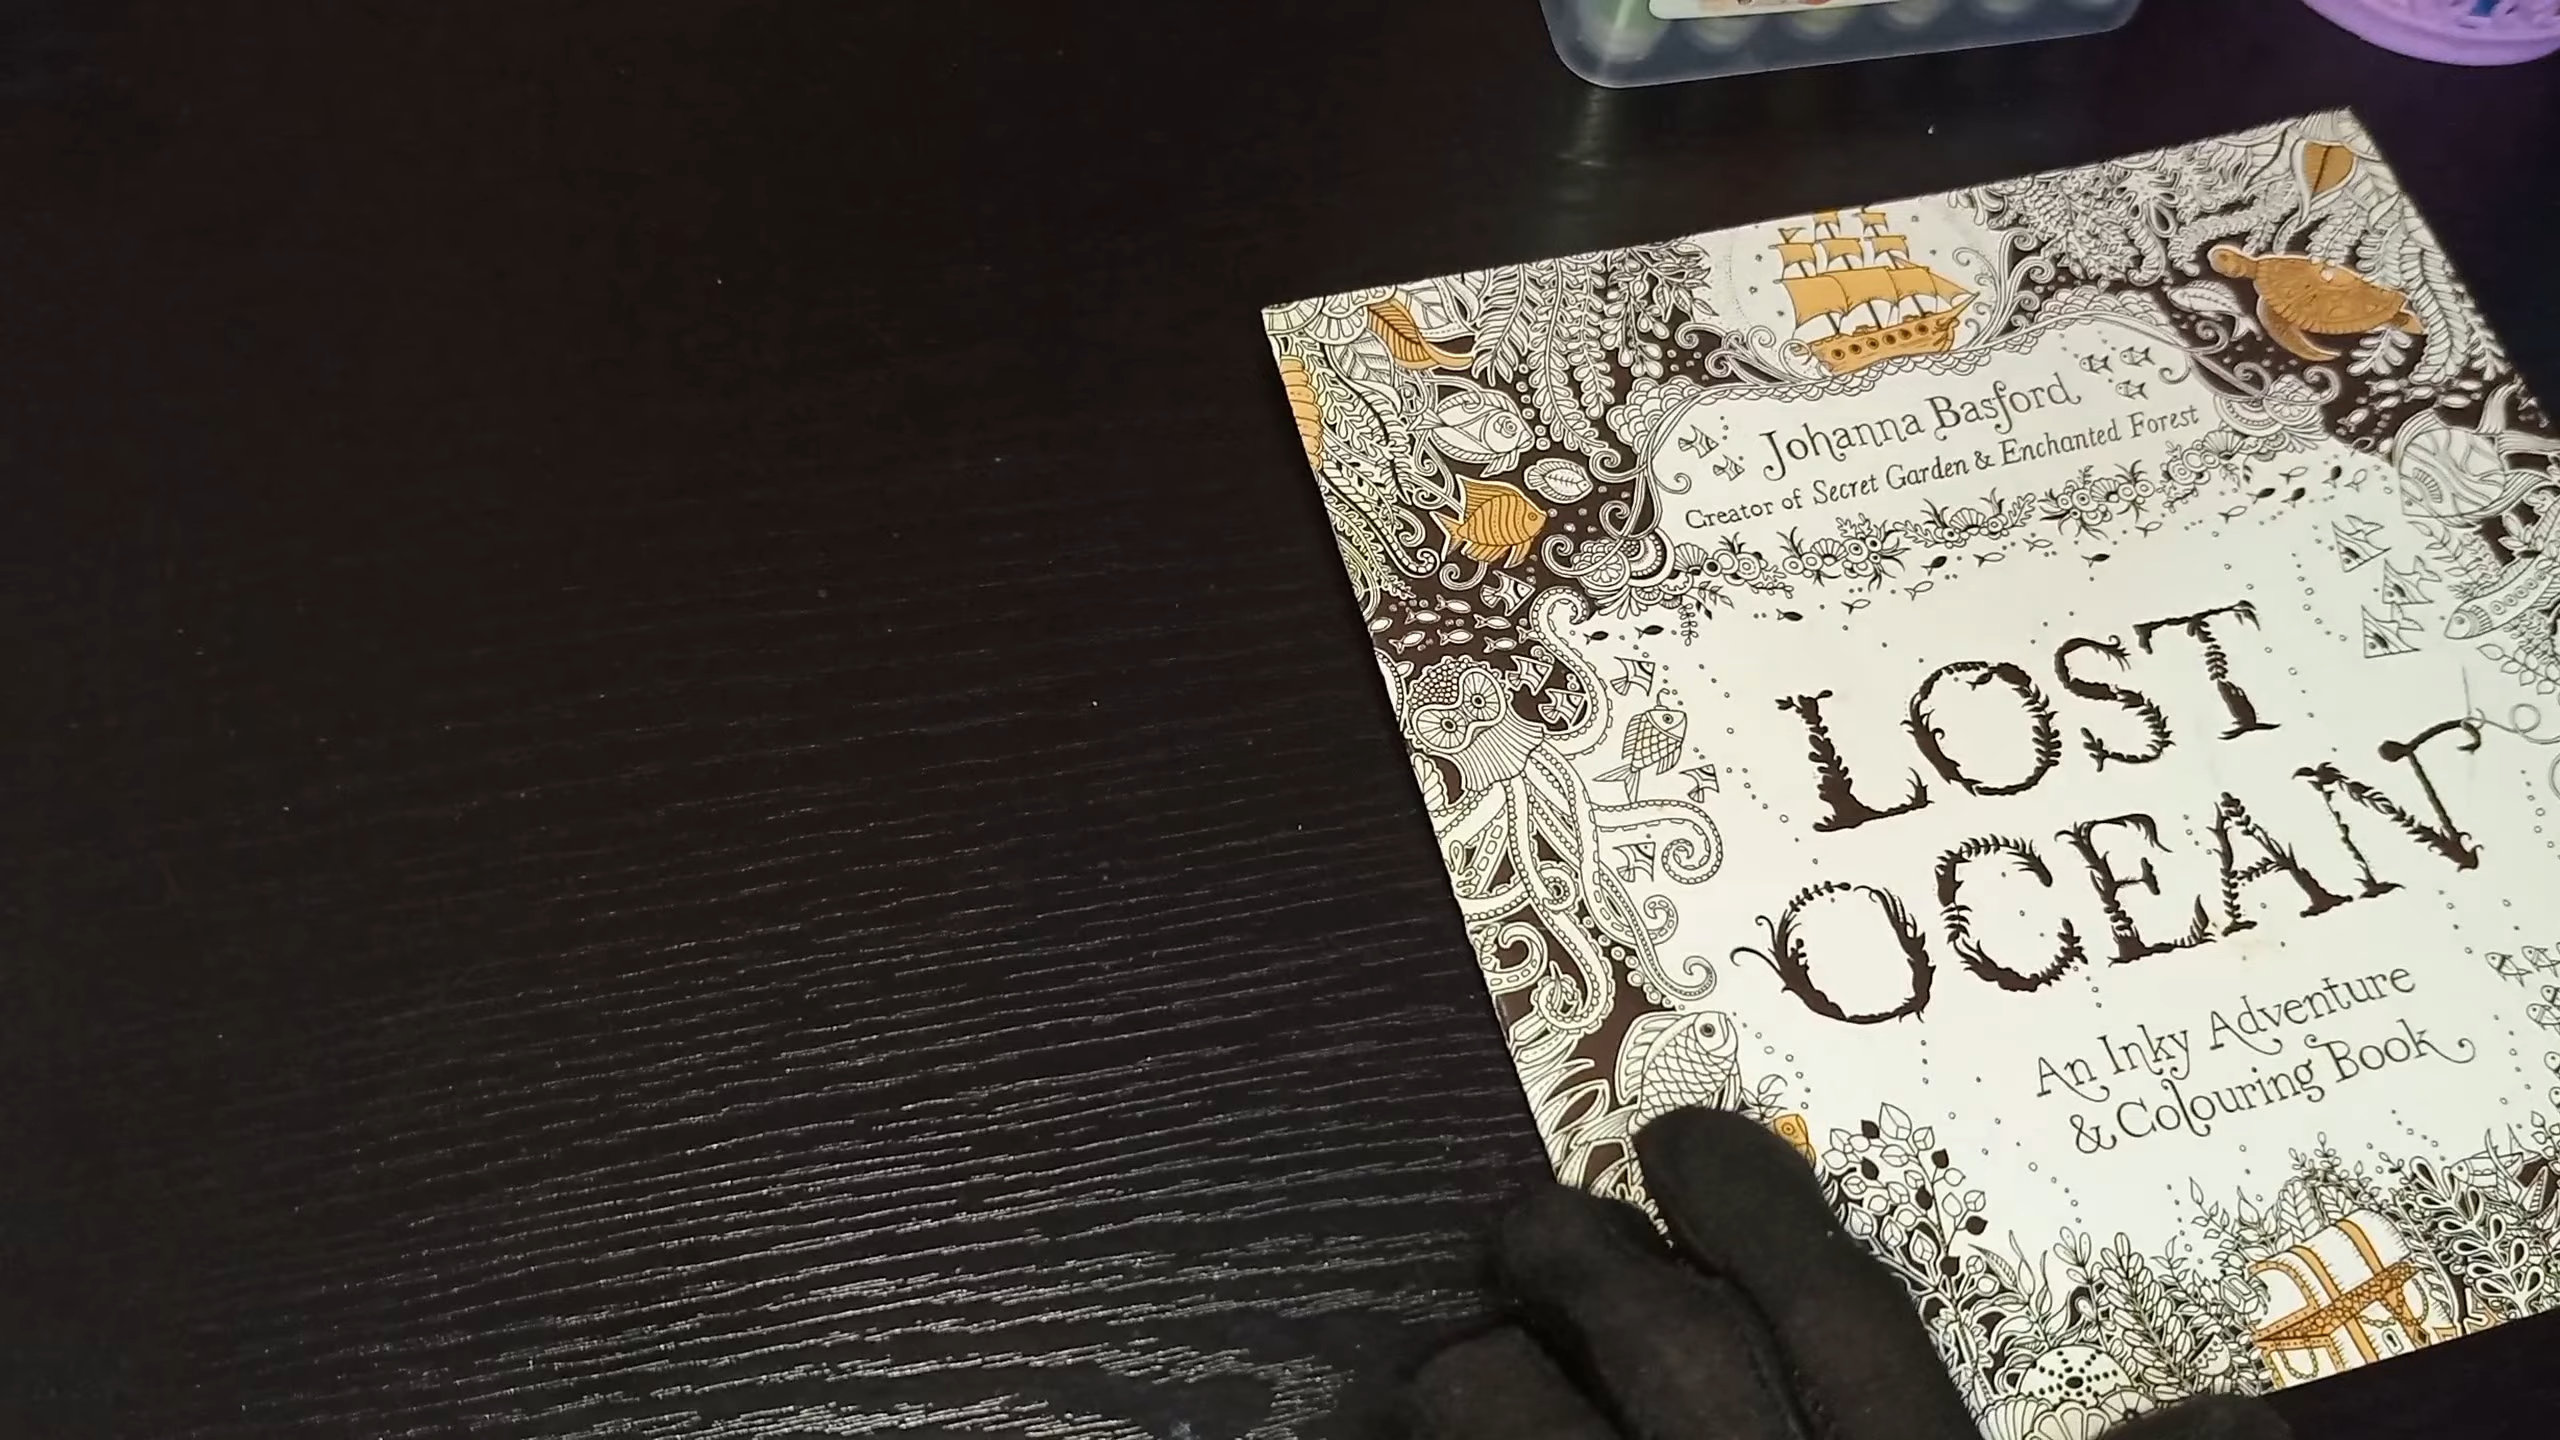 Johanna Basford
Creator of Secret Garden & Enchanted Forest
LOST
OCEAN
An Inky Adventure
& Colouring Book